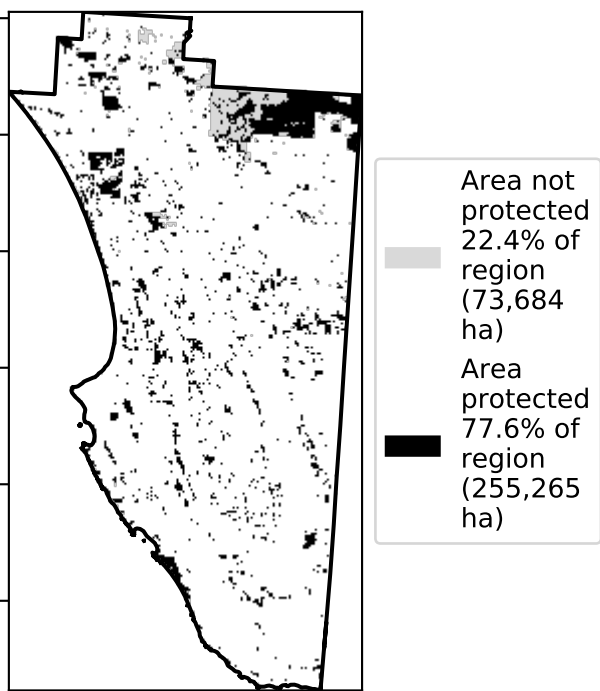 Area not
protected
22.4% of
region
(73,684
ha)
Area
protected
77.6% of
region
(255,265
ha)